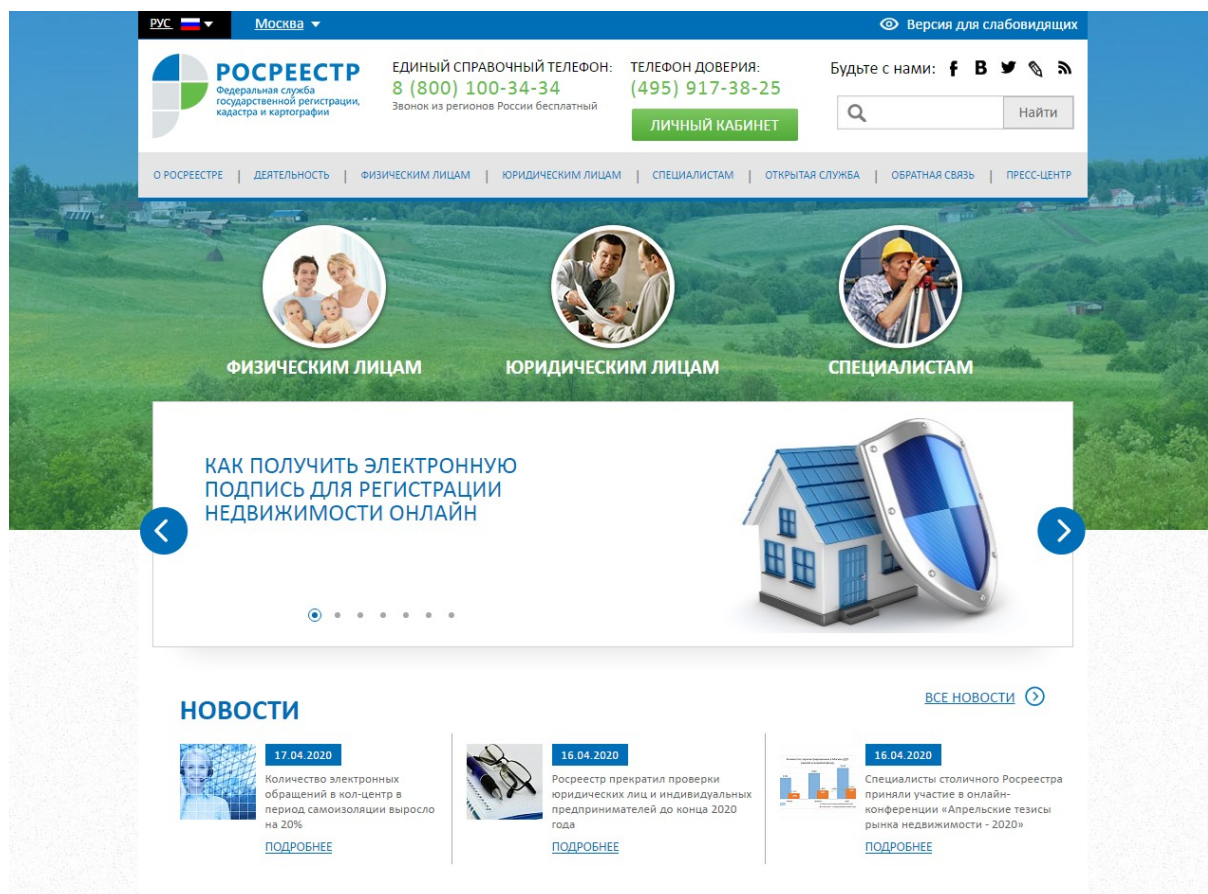 РУС
Москва
Версия для слабовидящих
РОСРЕЕСТР
Федеральная служба
государственной регистрации,
кадастра и картографии
ЕДИНЫЙ СПРАВОЧНЫЙ ТЕЛЕФОН:
8 (800) 100-34-34
Звонок из регионов России бесплатный
ТЕЛЕФОН ДОВЕРИЯ:
(495) 917-38-25
ЛИЧНЫЙ КАБИНЕТ
Будьте с нами:
Найти
О РОСРЕЕСТРЕ | ДЕЯТЕЛЬНОСТЬ | ФИЗИЧЕСКИМ ЛИЦАМ | ЮРИДИЧЕСКИМ ЛИЦАМ | СПЕЦИАЛИСТАМ | ОТКРЫТАЯ СЛУЖБА | ОБРАТНАЯ СВЯЗЬ | ПРЕСС-ЦЕНТР
ФИЗИЧЕСКИМ ЛИЦАМ
ЮРИДИЧЕСКИМ ЛИЦАМ
СПЕЦИАЛИСТАМ
КАК ПОЛУЧИТЬ ЭЛЕКТРОННУЮ
ПОДПИСЬ ДЛЯ РЕГИСТРАЦИИ
НЕДВИЖИМОСТИ ОНЛАЙН
НОВОСТИ
ВСЕ НОВОСТИ
17.04.2020
Количество электронных
обращений в кол-центр в
период самоизоляции выросло
на 20%
ПОДРОБНЕЕ
16.04.2020
Росреестр прекратил проверки
юридических лиц и индивидуальных
предпринимателей до конца 2020
года
ПОДРОБНЕЕ
16.04.2020
Специалисты столичного Росреестра
приняли участие в онлайн-
конференции «Апрельские тезисы
рынка недвижимости - 2020»
ПОДРОБНЕЕ